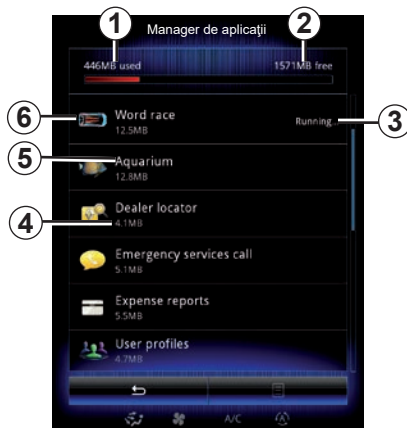 1
2
Manager de aplicaţii
446MB used
1571MB free
6
Word race
Running...
3
12.5MB
5
Aquarium
12.8MB
Dealer locator
4
4.1MB
Emergency services call
5.1MB
Expense reports
5.5MB
User profiles
4.7MB
A/C
A